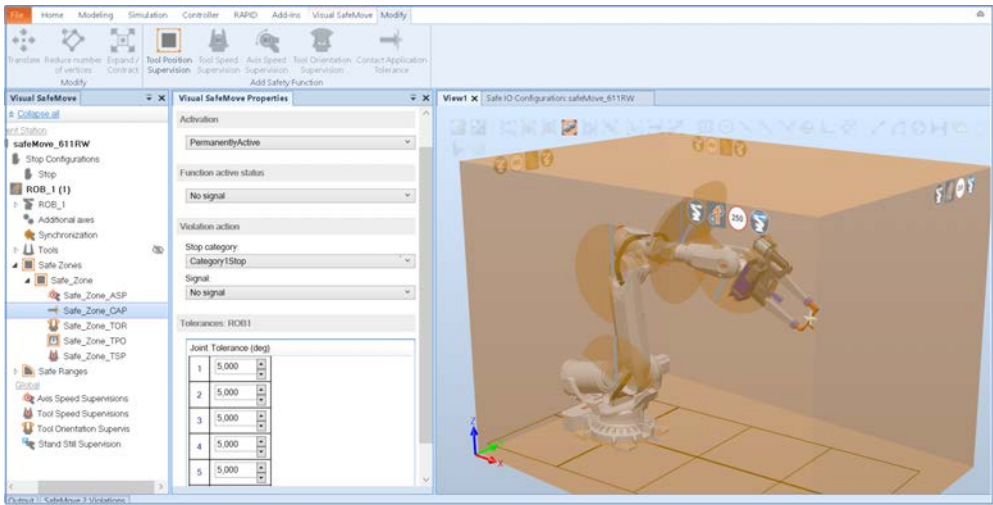 File Home Modeling Simulation Controller RAPID Add-Ins Visual SafeMove Modify
Translate Reduce number Expand / Tool Position Tool Speed Axis Speed Tool Orientation Contact Application
of vertices Contract Supervision Supervision Supervision Supervision Tolerance
Modify Add Safety Function
Visual SafeMove
Collapse all
ent Station
safeMove_611RW
Stop Configurations
Stop
ROB_1 (1)
ROB_1
Additional axes
Synchronization
Tools
Safe Zones
Safe_Zone
Safe_Zone_ASP
Safe_Zone_CAP
Safe_Zone_TOR
Safe_Zone_TPO
Safe_Zone_TSP
Safe Ranges
Global
Axis Speed Supervisions
Tool Speed Supervisions
Tool Orientation Supervis
Stand Still Supervision
Visual SafeMove Properties
Activation
PermanentlyActive
Function active status
No signal
Violation action
Stop category:
Category1Stop
Signal:
No signal
Tolerances: ROB1
Joint Tolerance (deg)
1 5,000
2 5,000
3 5,000
4 5,000
5 5,000
View1 Safe IO Configuration: safeMove_611RW
250
Z
X
Output SafeMove 2 Violations